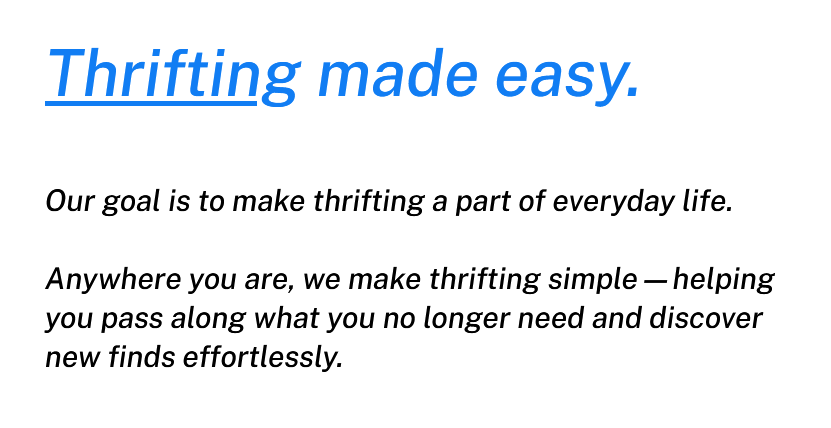 Thrifting made easy.
Our goal is to make thrifting a part of everyday life.
Anywhere you are, we make thrifting simple — helping
you pass along what you no longer need and discover
new finds effortlessly.